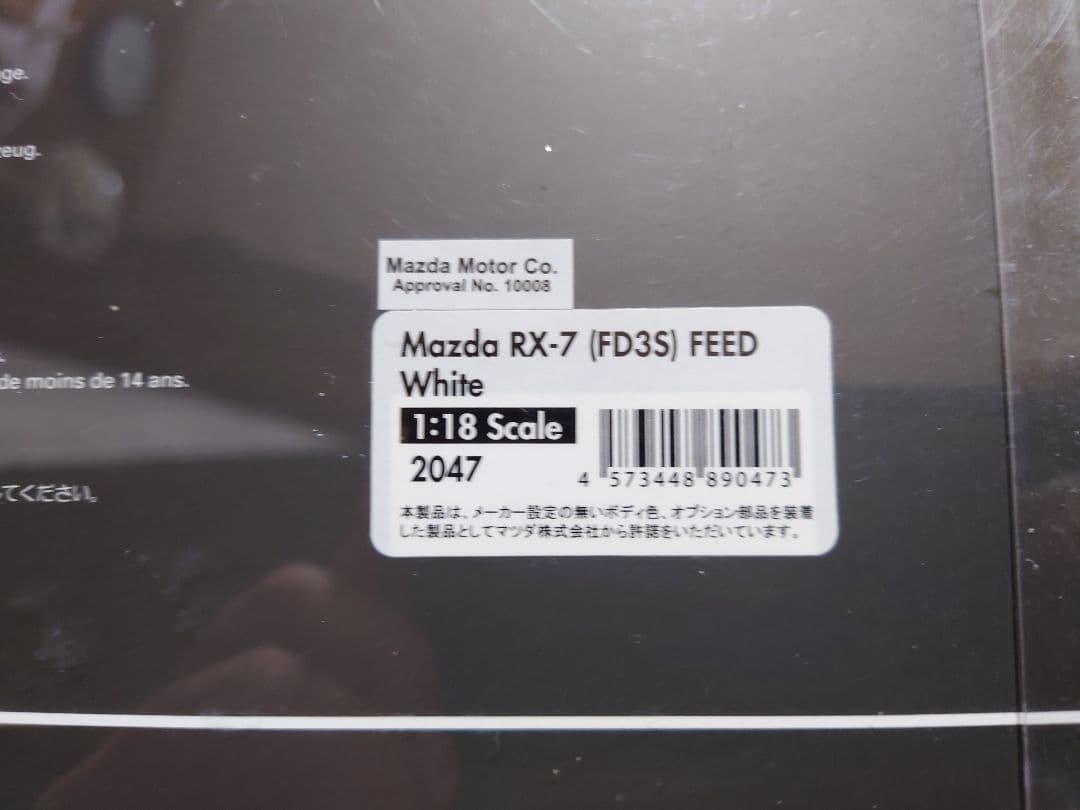 ge.
eug.
Mazda Motor Co.
Approval No. 10008
Mazda RX-7 (FD3S) FEED
White
de moins de 14 ans.
1:18 Scale
2047
4 573448 890473
てください。
本製品は、メーカー設定の無いボディ色、オプション部品を装着
した製品としてマツダ株式会社から許諾をいただいています。